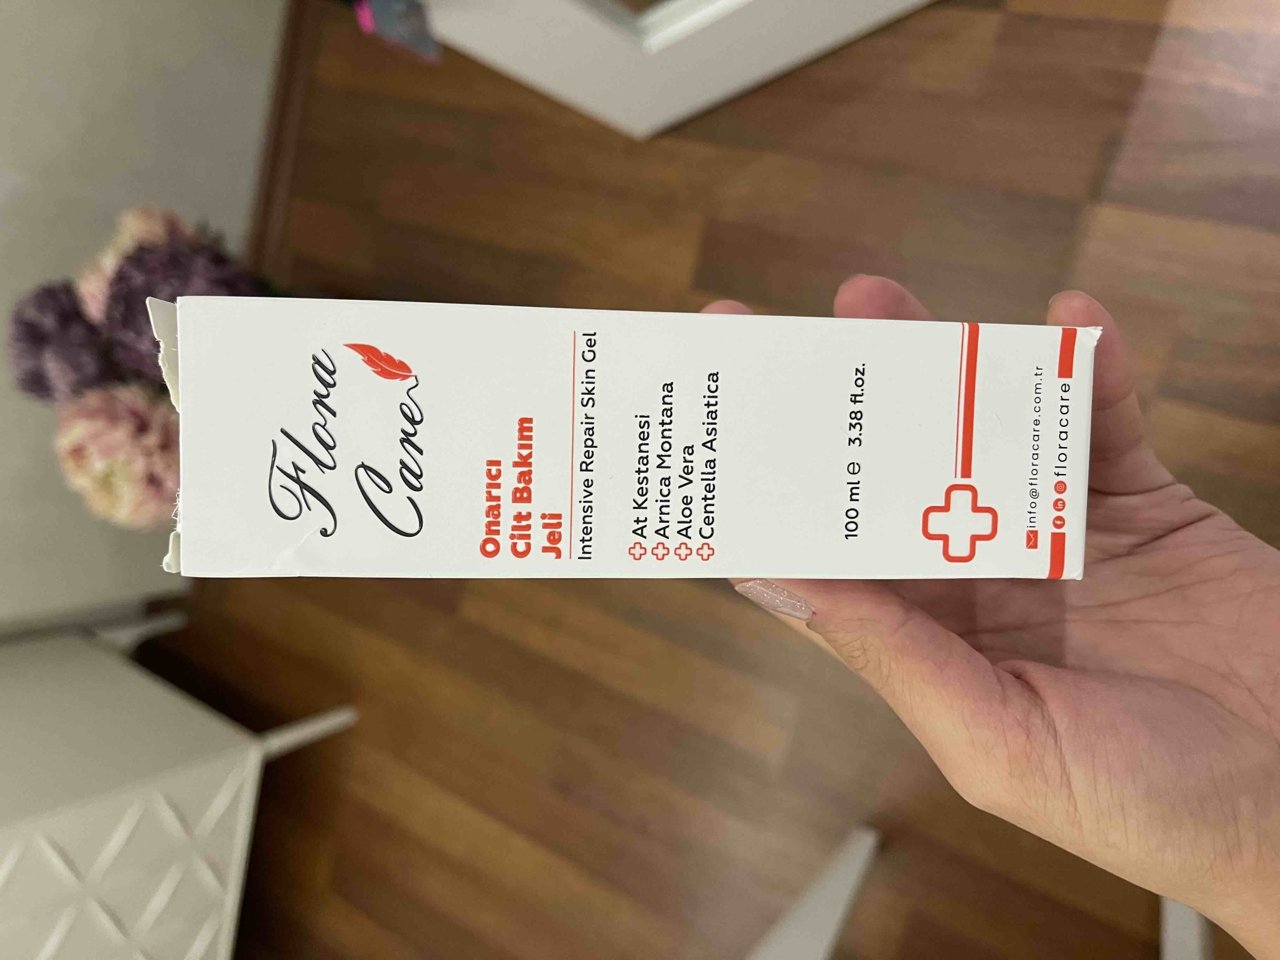 Flora
Care
Onarıcı
Cilt Bakım
Jeli
Intensive Repair Skin Gel
At Kestanesi
Arnica Montana
Aloe Vera
Centella Asiatica
100 ml ℮ 3.38 fl.oz.
info@floracare.com.tr
floracare